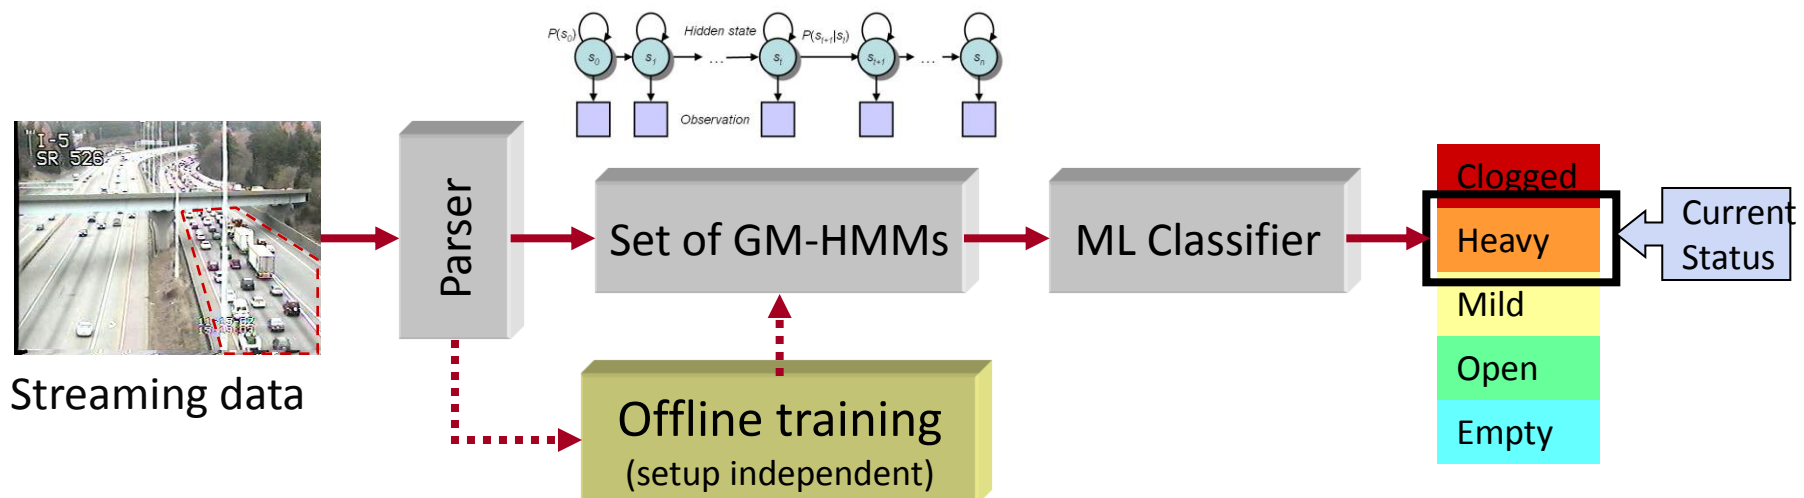 P(s0)
Hidden state
P(st+1|st)
s0
s1
...
st
st+1
...
sn
Observation
I-5
SR 526
Streaming data
Parser
Set of GM-HMMs
ML Classifier
Offline training
(setup independent)
Clogged
Heavy
Mild
Open
Empty
Current
Status